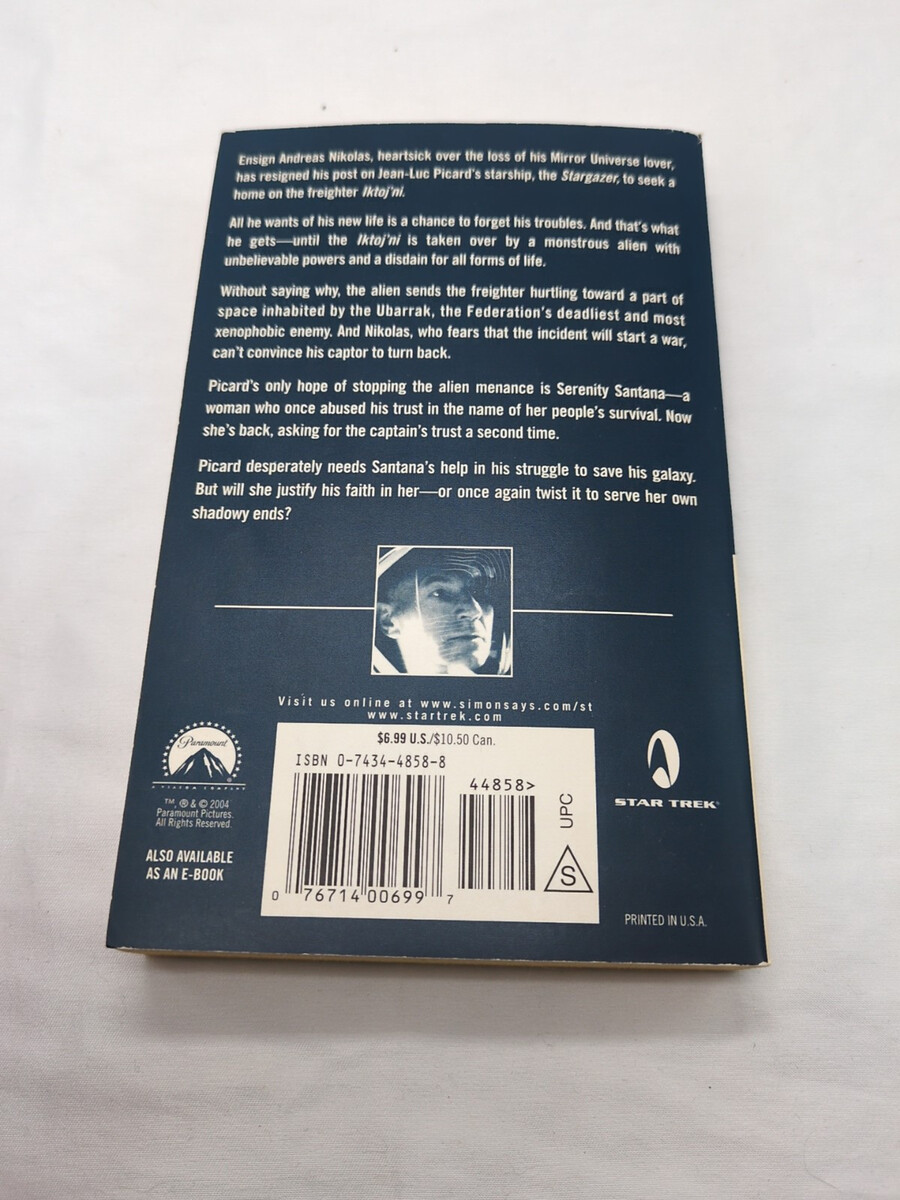 Ensign Andreas Nikolas, heartsick over the loss of his Mirror Universe lover,
has resigned his post on Jean-Luc Picard's starship, the Stargazer, to seek a
home on the freighter Iktoj'ni.
All he wants of his new life is a chance to forget his troubles. And that's what
he gets—until the Iktoj'ni is taken over by a monstrous alien with
unbelievable powers and a disdain for all forms of life.
Without saying why, the alien sends the freighter hurtling toward a part of
space inhabited by the Ubarrak, the Federation's deadliest and most
xenophobic enemy. And Nikolas, who fears that the incident will start a war,
can't convince his captor to turn back.
Picard's only hope of stopping the alien menance is Serenity Santana—a
woman who once abused his trust in the name of her people's survival. Now
she's back, asking for the captain's trust a second time.
Picard desperately needs Santana's help in his struggle to save his galaxy.
But will she justify his faith in her—or once again twist it to serve her own
shadowy ends?
Visit us online at www.simonsays.com/st
www.startrek.com
$6.99 U.S./$10.50 Can.
ISBN 0-7434-4858-8
44858>
UPC
S
0 76714 00699 7
Paramount
A VIACOM COMPANY
TM, ® & © 2004
Paramount Pictures.
All Rights Reserved.
ALSO AVAILABLE
AS AN E-BOOK
STAR TREK®
PRINTED IN U.S.A.